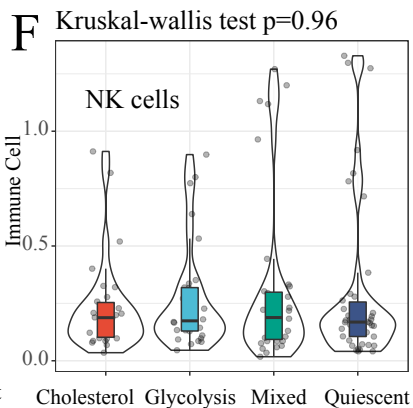 F Kruskal-wallis test p=0.96
NK cells
Immune Cell
1.0
0.5
0.0
Cholesterol Glycolysis Mixed Quiescent